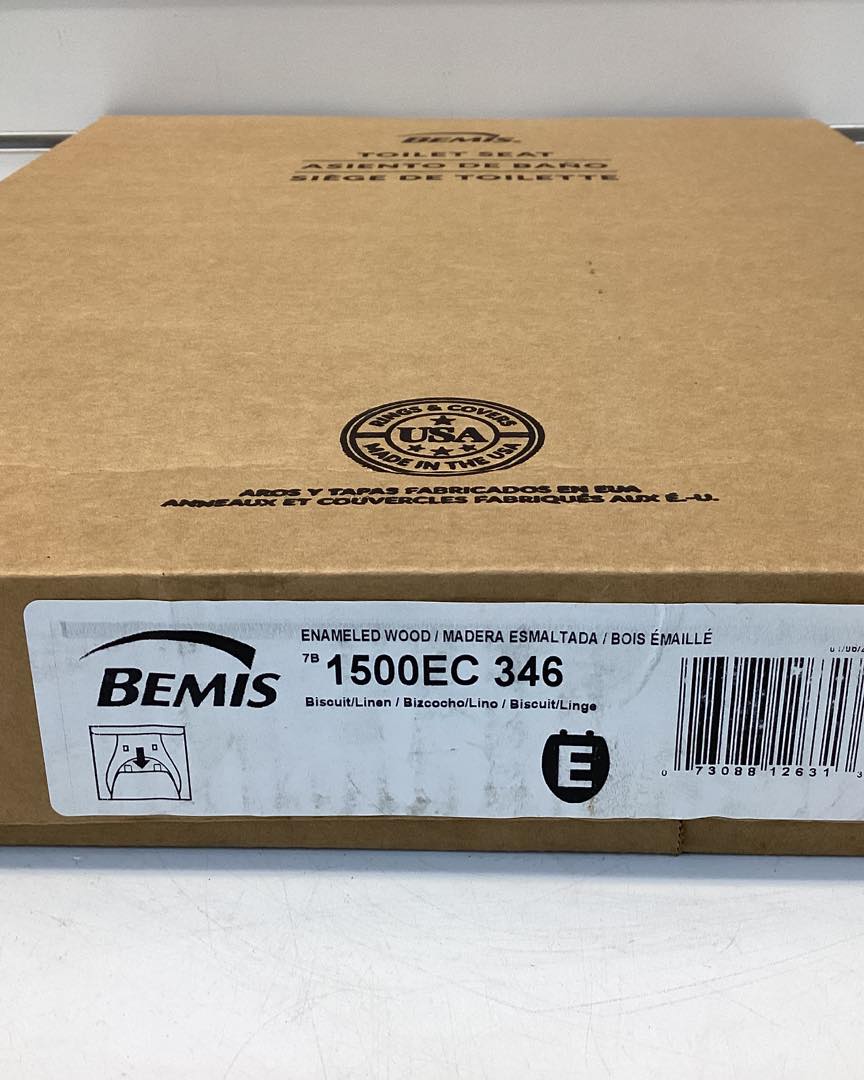 BEMIS®
TOILET SEAT
ASIENTO DE BAÑO
SIÈGE DE TOILETTE
RINGS & COVERS
USA
MADE IN THE USA
AROS Y TAPAS FABRICADOS EN EUA
ANNEAUX ET COUVERCLES FABRIQUÉS AUX É.-U.
ENAMELED WOOD / MADERA ESMALTADA / BOIS ÉMAILLÉ
7B 1500EC 346
BEMIS
Biscuit/Linen / Bizcocho/Lino / Biscuit/Linge
E
0 73088 12631 3